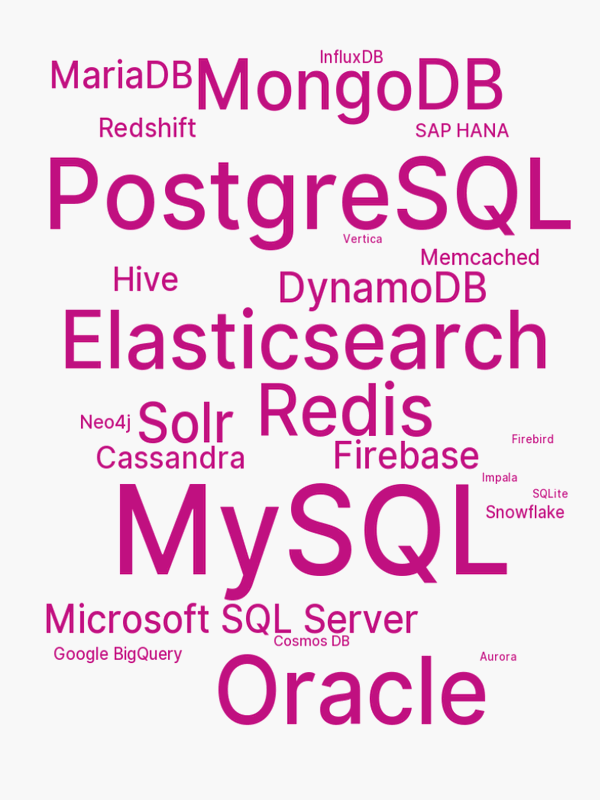 InfluxDB
MariaDB
MongoDB
Redshift
SAP HANA
PostgreSQL
Vertica
Memcached
Hive
DynamoDB
Elasticsearch
Redis
Neo4j
Solr
Firebird
Cassandra
Firebase
Impala
SQLite
Snowflake
MySQL
Microsoft SQL Server
Cosmos DB
Google BigQuery
Aurora
Oracle